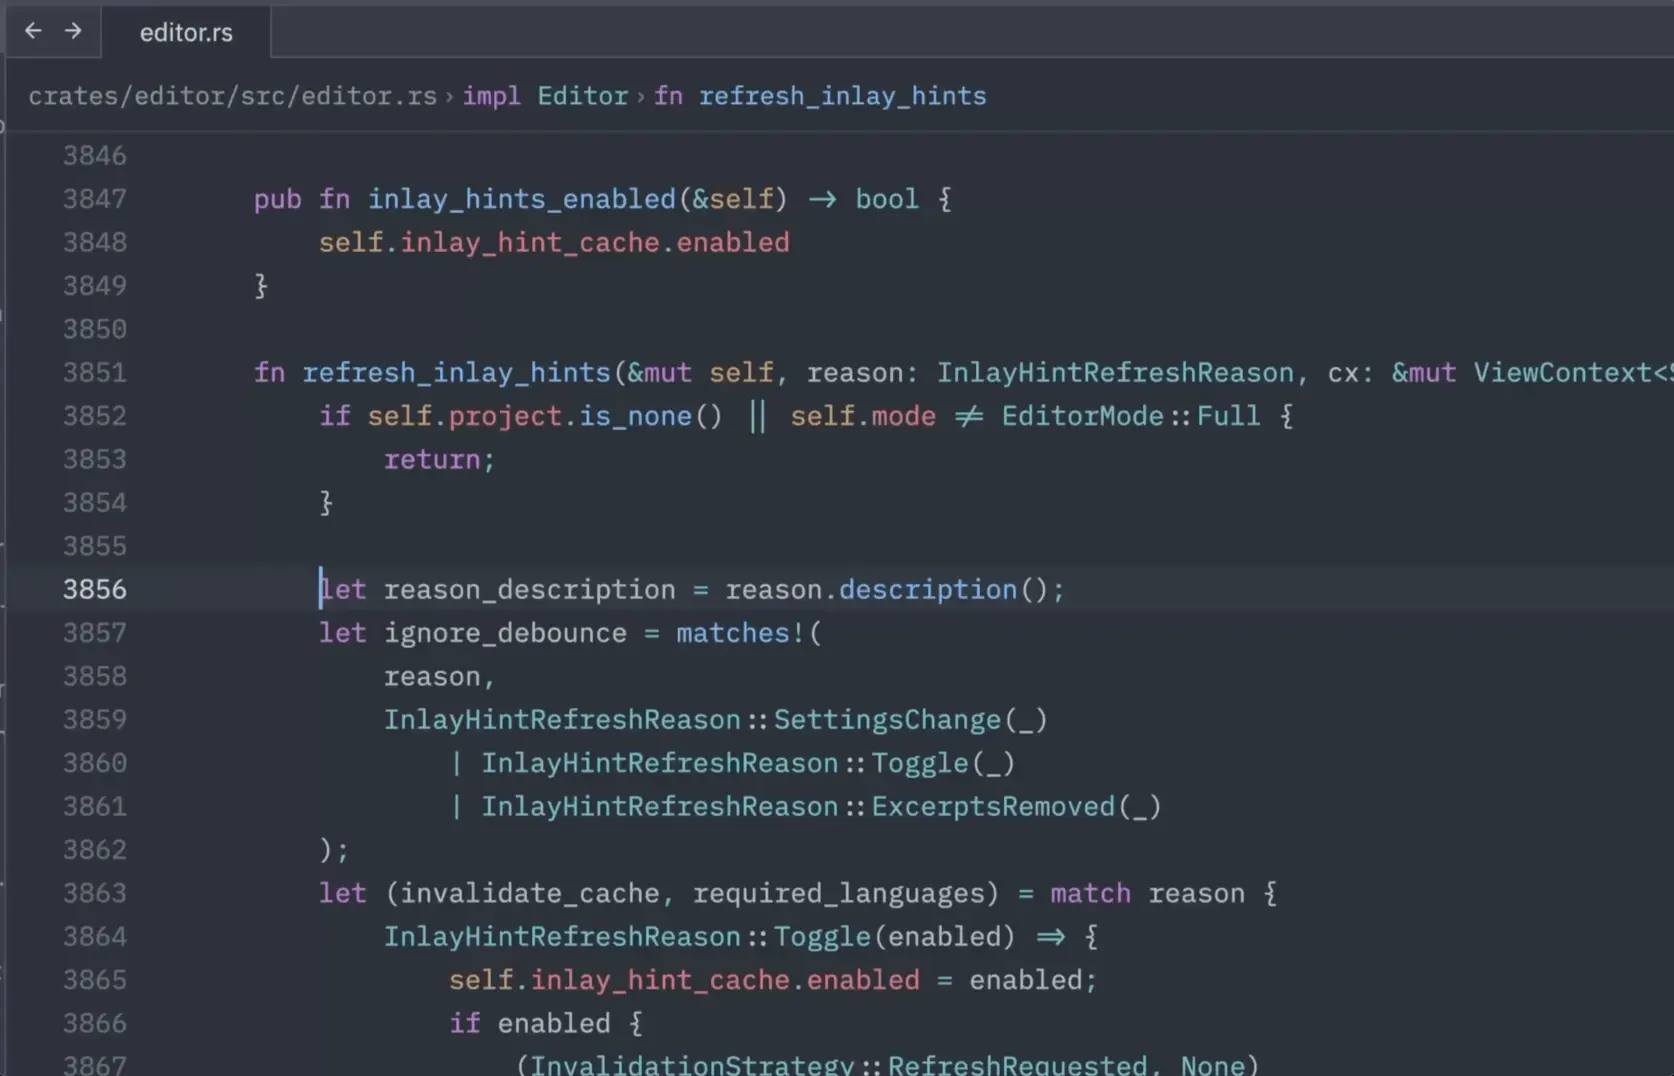 ← → editor.rs
crates/editor/src/editor.rs › impl Editor › fn refresh_inlay_hints
3846
3847 pub fn inlay_hints_enabled(&self) -> bool {
3848 self.inlay_hint_cache.enabled
3849 }
3850
3851 fn refresh_inlay_hints(&mut self, reason: InlayHintRefreshReason, cx: &mut ViewContext<
3852 if self.project.is_none() || self.mode != EditorMode::Full {
3853 return;
3854 }
3855
3856 let reason_description = reason.description();
3857 let ignore_debounce = matches!(
3858 reason,
3859 InlayHintRefreshReason::SettingsChange(_)
3860 | InlayHintRefreshReason::Toggle(_)
3861 | InlayHintRefreshReason::ExcerptsRemoved(_)
3862 );
3863 let (invalidate_cache, required_languages) = match reason {
3864 InlayHintRefreshReason::Toggle(enabled) => {
3865 self.inlay_hint_cache.enabled = enabled;
3866 if enabled {
3867 (InvalidationStrategy::RefreshRequested, None)